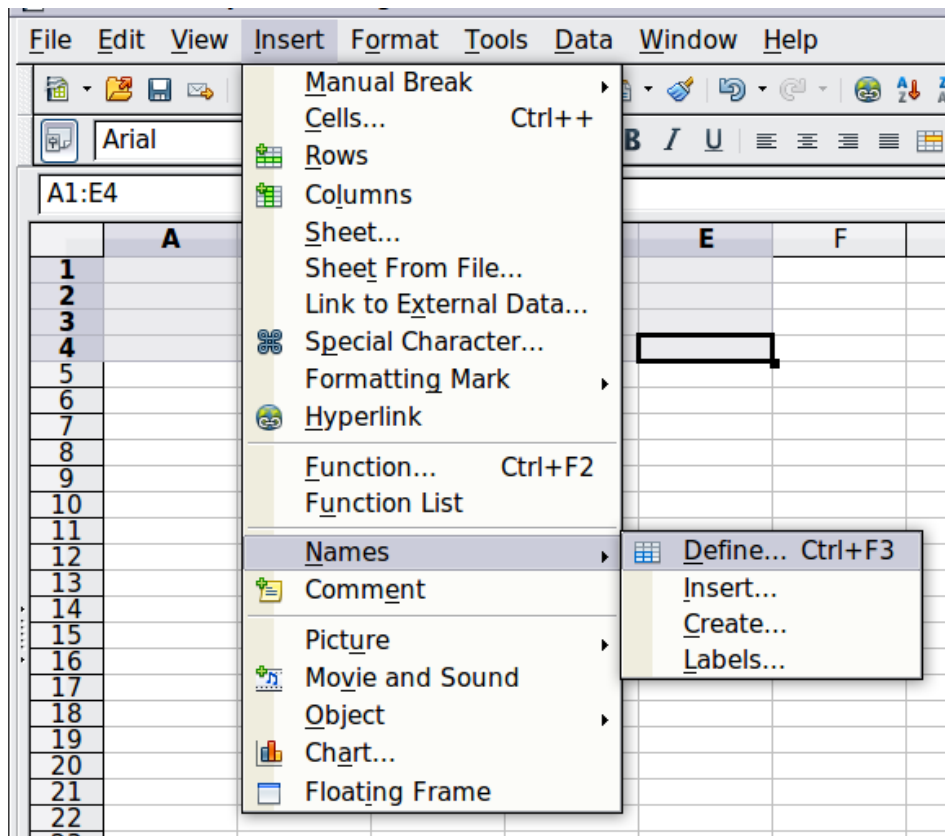 File Edit View Insert Format Tools Data Window Help
Arial
B I U
A1:E4
A E F
Manual Break
Cells... Ctrl++
Rows
Columns
Sheet...
Sheet From File...
Link to External Data...
Special Character...
Formatting Mark
Hyperlink
Function... Ctrl+F2
Function List
Names
Comment
Picture
Movie and Sound
Object
Chart...
Floating Frame
Define... Ctrl+F3
Insert...
Create...
Labels...
1
2
3
4
5
6
7
8
9
10
11
12
13
14
15
16
17
18
19
20
21
22